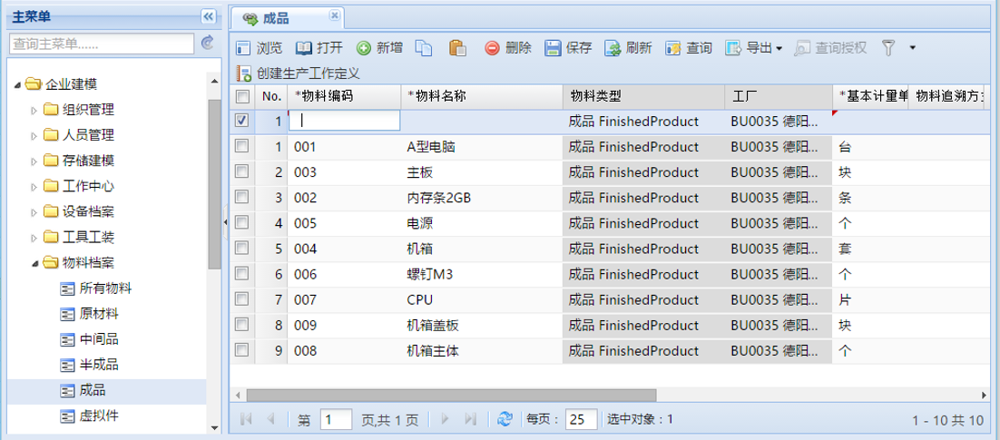 主菜单
查询主菜单......
企业建模
组织管理
人员管理
存储建模
工作中心
设备档案
工具工装
物料档案
所有物料
原材料
中间品
半成品
成品
虚拟件
成品
浏览 打开 新增 删除 保存 刷新 查询 导出 查询授权
创建生产工作定义
No. *物料编码 *物料名称 物料类型 工厂 *基本计量单 物料追溯方
1 成品 FinishedProduct BU0035 德阳...
1 001 A型电脑 成品 FinishedProduct BU0035 德阳... 台
2 003 主板 成品 FinishedProduct BU0035 德阳... 块
3 002 内存条2GB 成品 FinishedProduct BU0035 德阳... 条
4 005 电源 成品 FinishedProduct BU0035 德阳... 个
5 004 机箱 成品 FinishedProduct BU0035 德阳... 套
6 006 螺钉M3 成品 FinishedProduct BU0035 德阳... 个
7 007 CPU 成品 FinishedProduct BU0035 德阳... 片
8 009 机箱盖板 成品 FinishedProduct BU0035 德阳... 块
9 008 机箱主体 成品 FinishedProduct BU0035 德阳... 个
第 1 页,共 1 页 每页： 25 选中对象：1 1 - 10 共 10